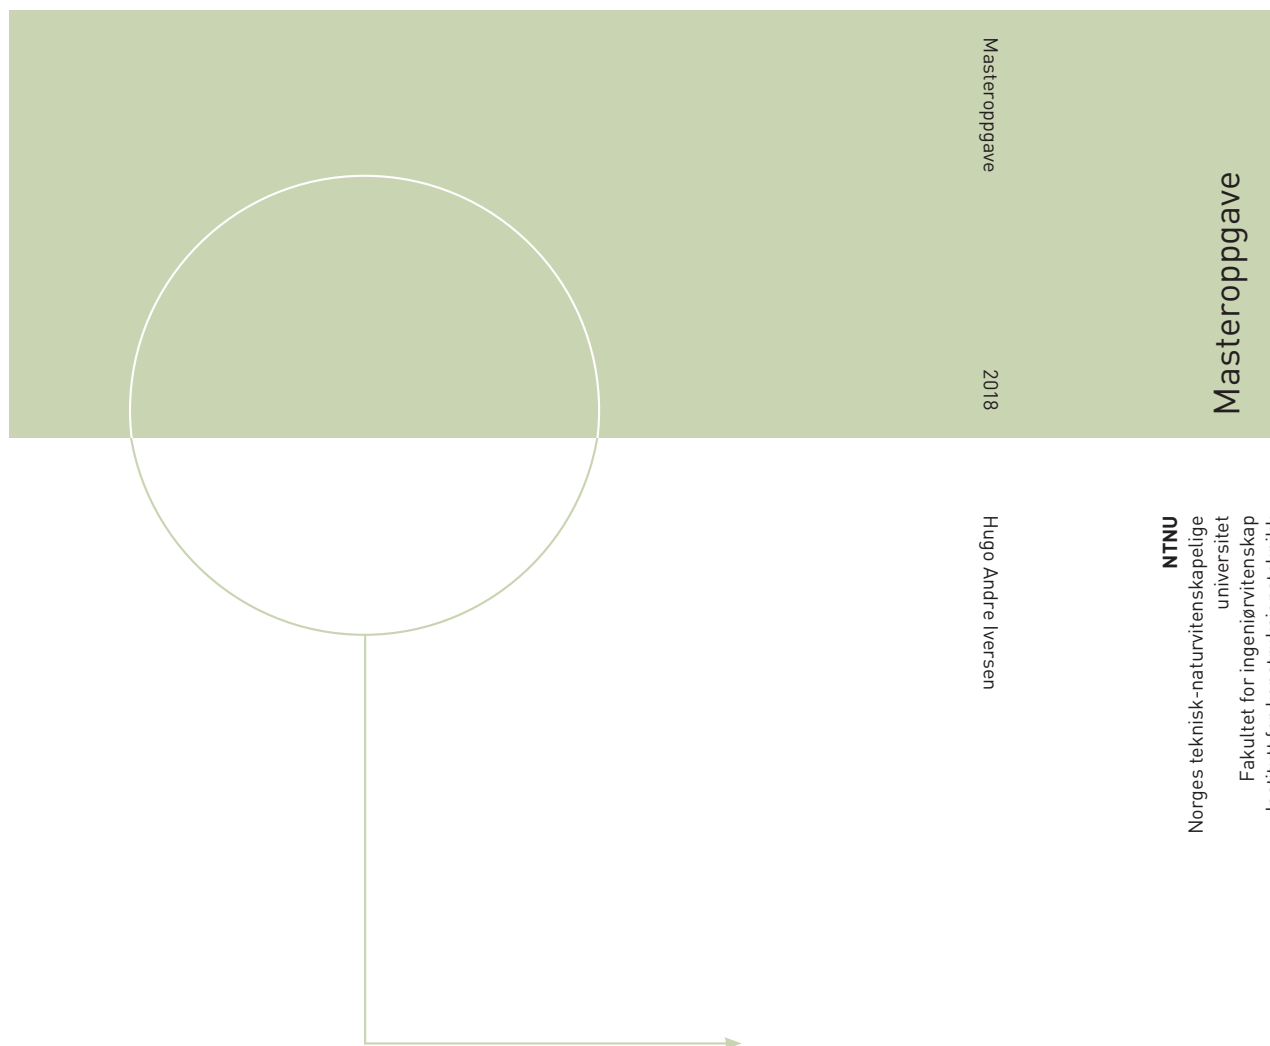 Masteroppgave
2018
Hugo Andre Iversen
Masteroppgave
NTNU
Norges teknisk-naturvitenskapelige
universitet
Fakultet for ingeniørvitenskap